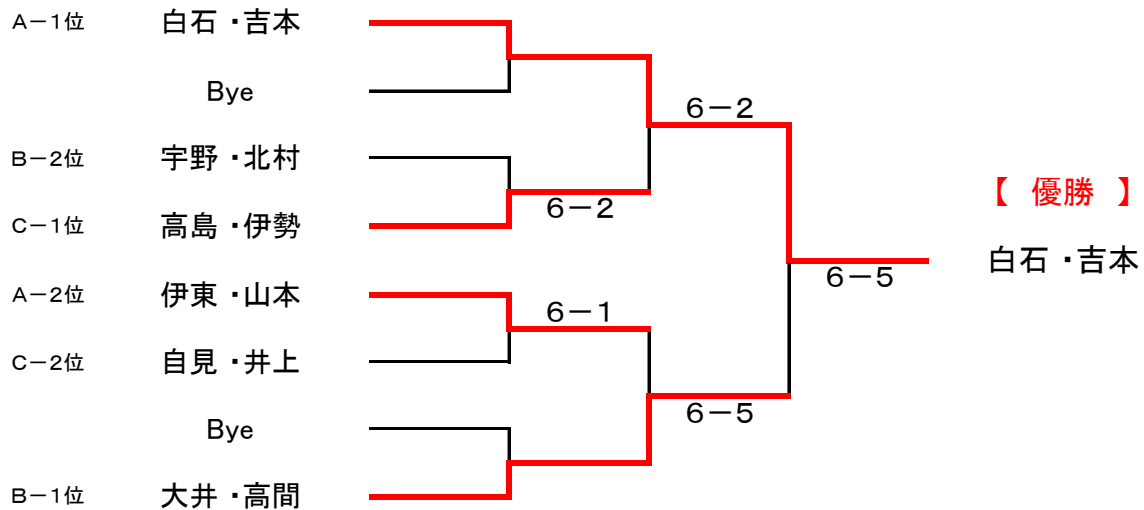 A-1位 白石・吉本
Bye
6-2
B-2位 宇野・北村
【 優勝 】
6-2
C-1位 高島・伊勢
白石・吉本
6-5
A-2位 伊東・山本
6-1
C-2位 自見・井上
6-5
Bye
B-1位 大井・高間